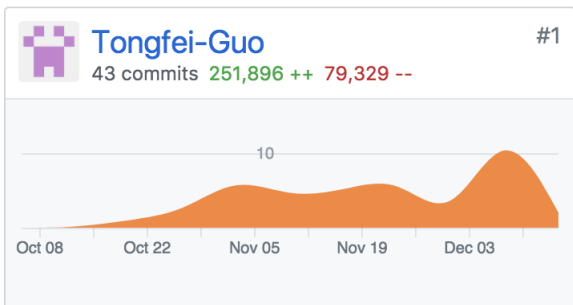 Tongfei-Guo #1
43 commits 251,896 ++ 79,329 --
10
Oct 08 Oct 22 Nov 05 Nov 19 Dec 03